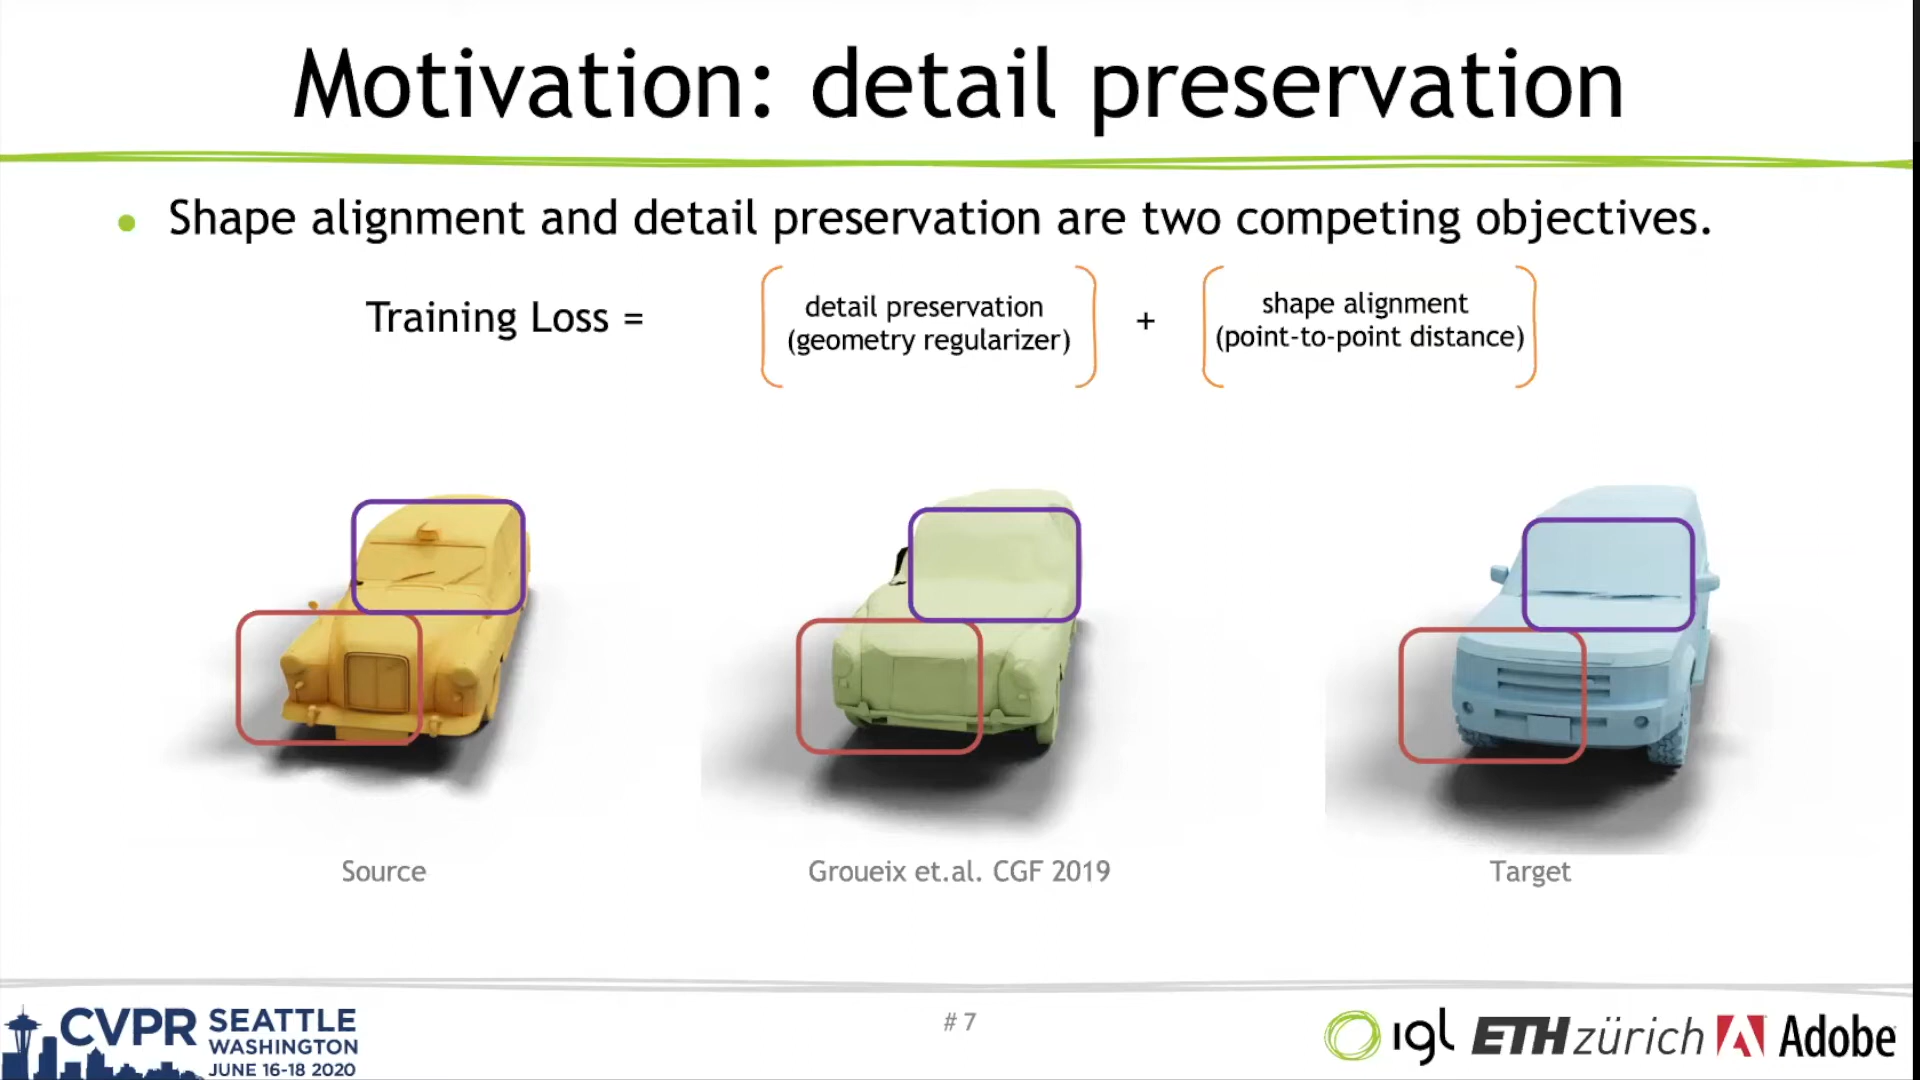 Motivation: detail preservation
• Shape alignment and detail preservation are two competing objectives.
Training Loss =
detail preservation
(geometry regularizer)
+
shape alignment
(point-to-point distance)
Source
Groueix et.al. CGF 2019
Target
CVPR SEATTLE
WASHINGTON
JUNE 16-18 2020
# 7
igl ETH zürich Adobe